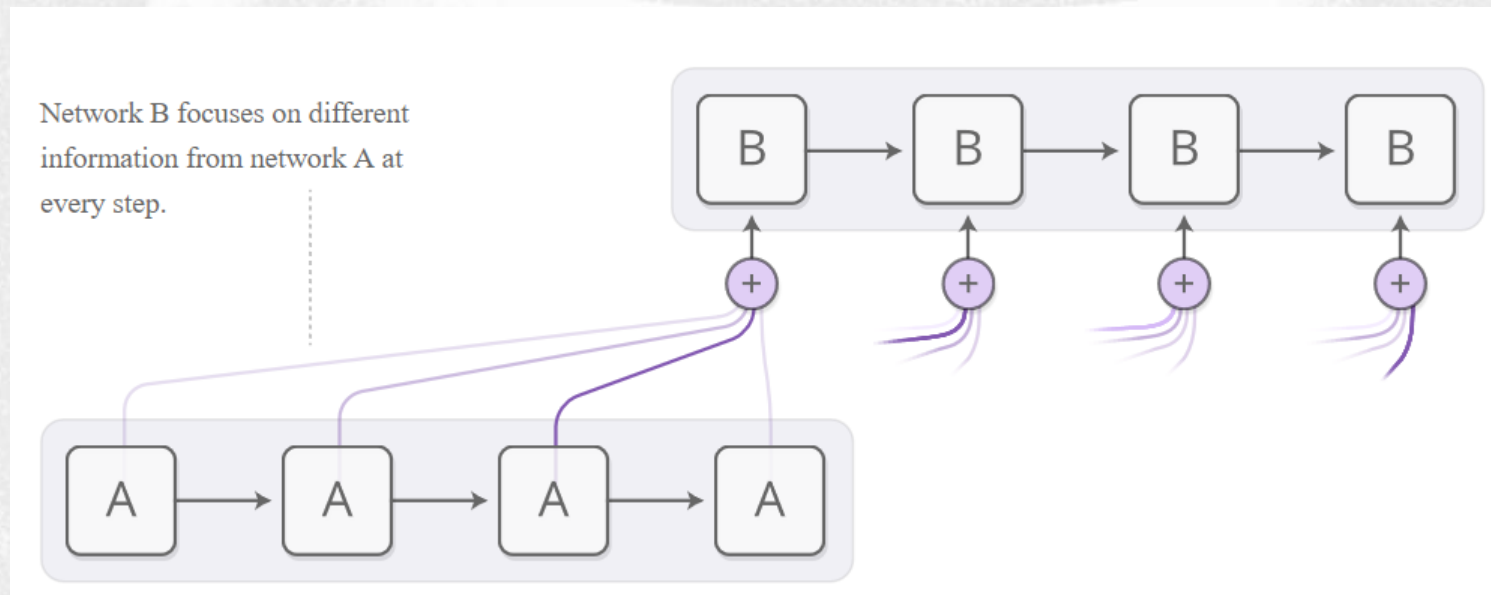 Network B focuses on different
information from network A at
every step.
B B B B
+ + + +
A A A A